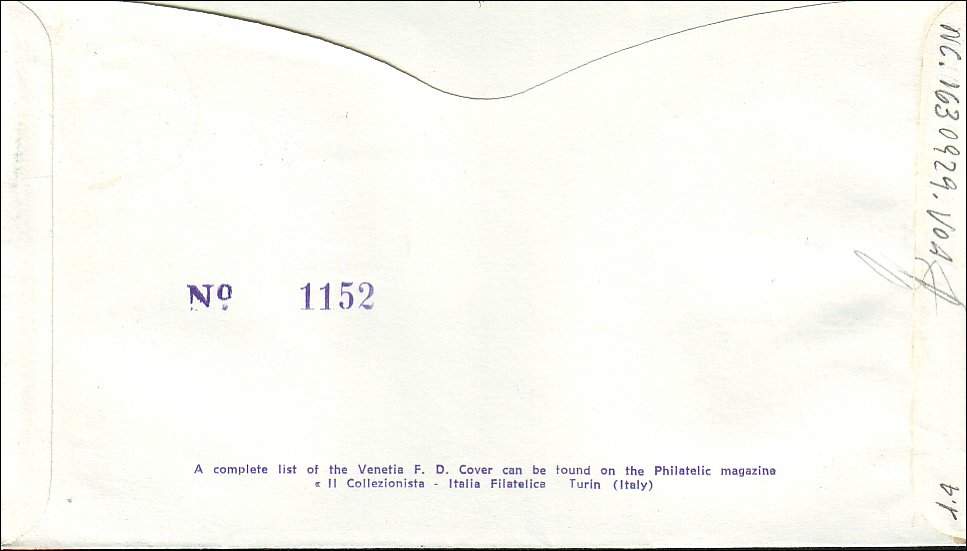 Nº 1152
A complete list of the Venetia F. D. Cover can be found on the Philatelic magazine
« Il Collezionista - Italia Filatelica Turin (Italy)
NC. 1630929. VOA